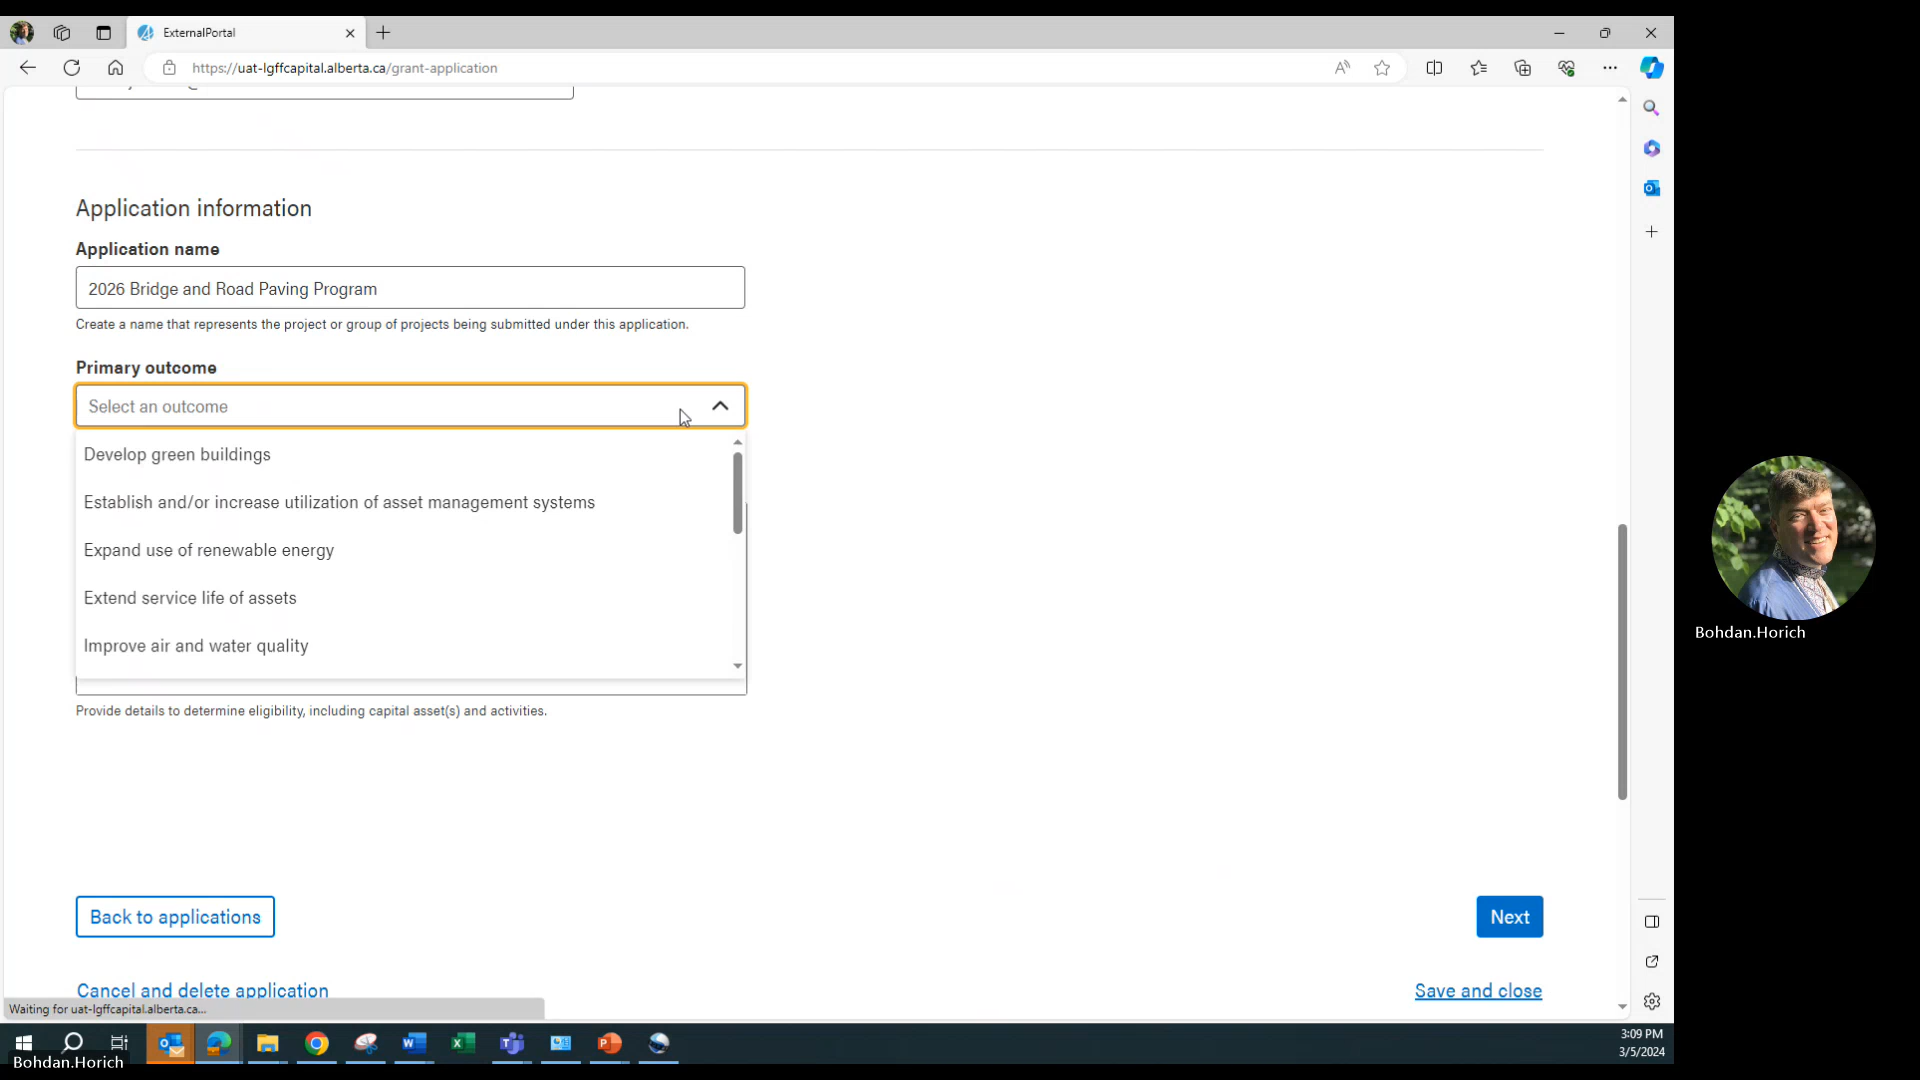 ExternalPortal
https://uat-lgffcapital.alberta.ca/grant-application
Application information
Application name
2026 Bridge and Road Paving Program
Create a name that represents the project or group of projects being submitted under this application.
Primary outcome
Select an outcome
Develop green buildings
Establish and/or increase utilization of asset management systems
Expand use of renewable energy
Extend service life of assets
Improve air and water quality
Provide details to determine eligibility, including capital asset(s) and activities.
Back to applications
Next
Cancel and delete application
Save and close
Waiting for uat-lgffcapital.alberta.ca...
3:09 PM
3/5/2024
Bohdan.Horich
Bohdan.Horich